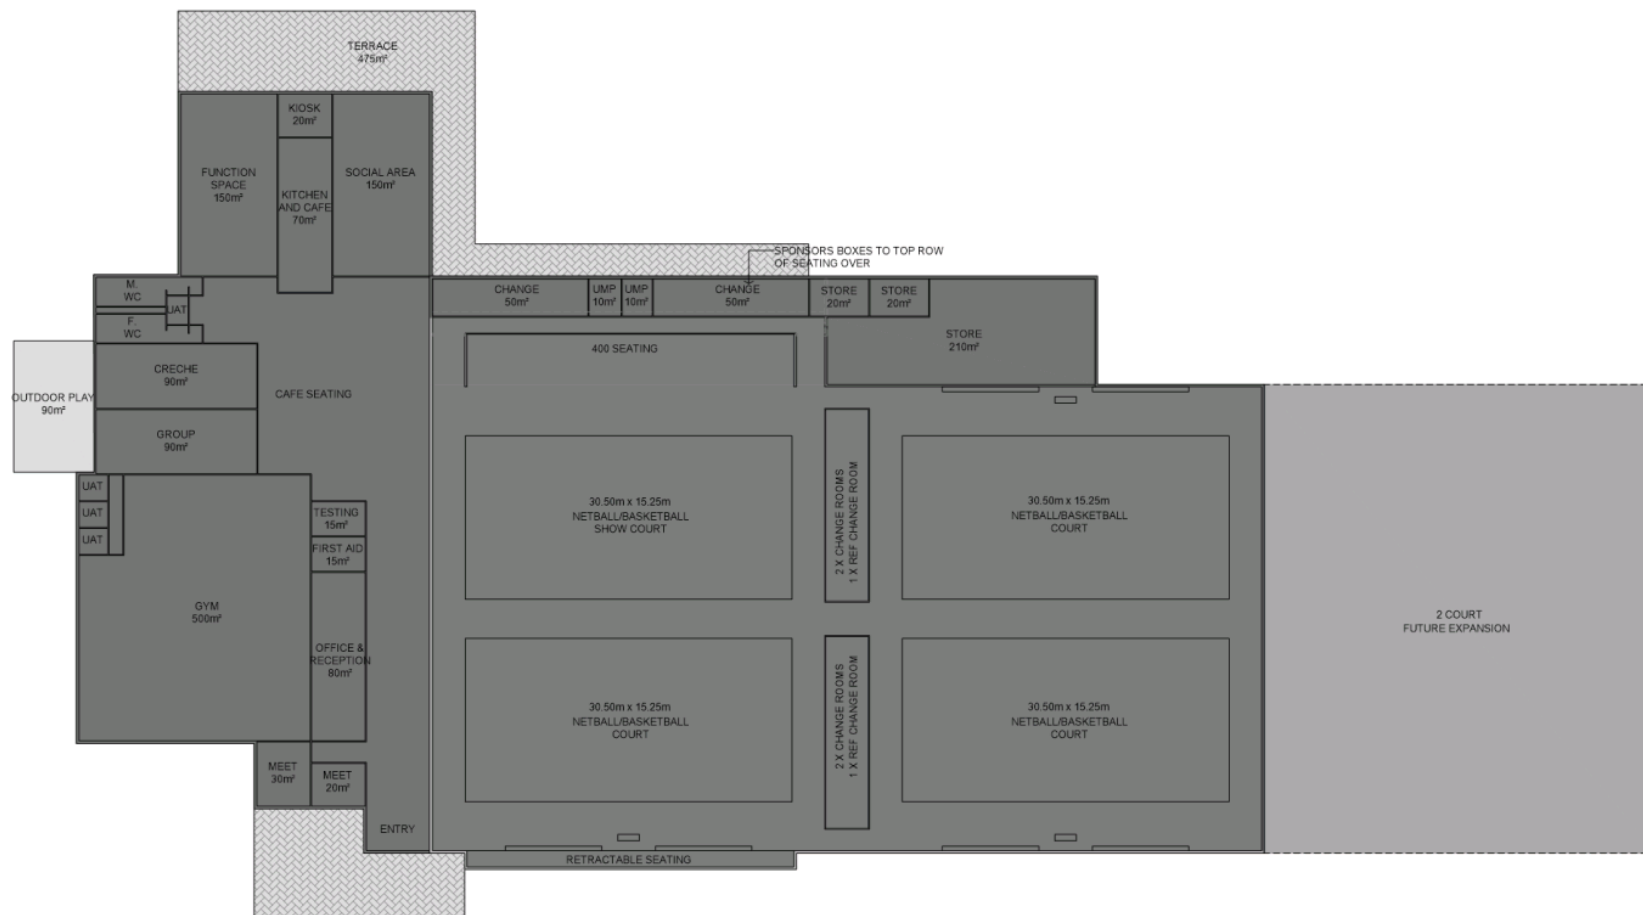 TERRACE
475m²
KIOSK
20m²
FUNCTION
SPACE
150m²
SOCIAL AREA
150m²
KITCHEN
AND CAFE
70m²
SPONSORS BOXES TO TOP ROW
OF SEATING OVER
M.
WC
UAT
F.
WC
CHANGE
50m²
UMP
10m²
UMP
10m²
CHANGE
50m²
STORE
20m²
STORE
20m²
STORE
210m²
400 SEATING
CRECHE
90m²
CAFE SEATING
OUTDOOR PLAY
90m²
GROUP
90m²
UAT
UAT
UAT
TESTING
15m²
FIRST AID
15m²
GYM
500m²
OFFICE &
RECEPTION
80m²
30.50m x 15.25m
NETBALL/BASKETBALL
SHOW COURT
2 X CHANGE ROOMS
1 X REF CHANGE ROOM
30.50m x 15.25m
NETBALL/BASKETBALL
COURT
2 COURT
FUTURE EXPANSION
30.50m x 15.25m
NETBALL/BASKETBALL
COURT
2 X CHANGE ROOMS
1 X REF CHANGE ROOM
30.50m x 15.25m
NETBALL/BASKETBALL
COURT
MEET
30m²
MEET
20m²
ENTRY
RETRACTABLE SEATING